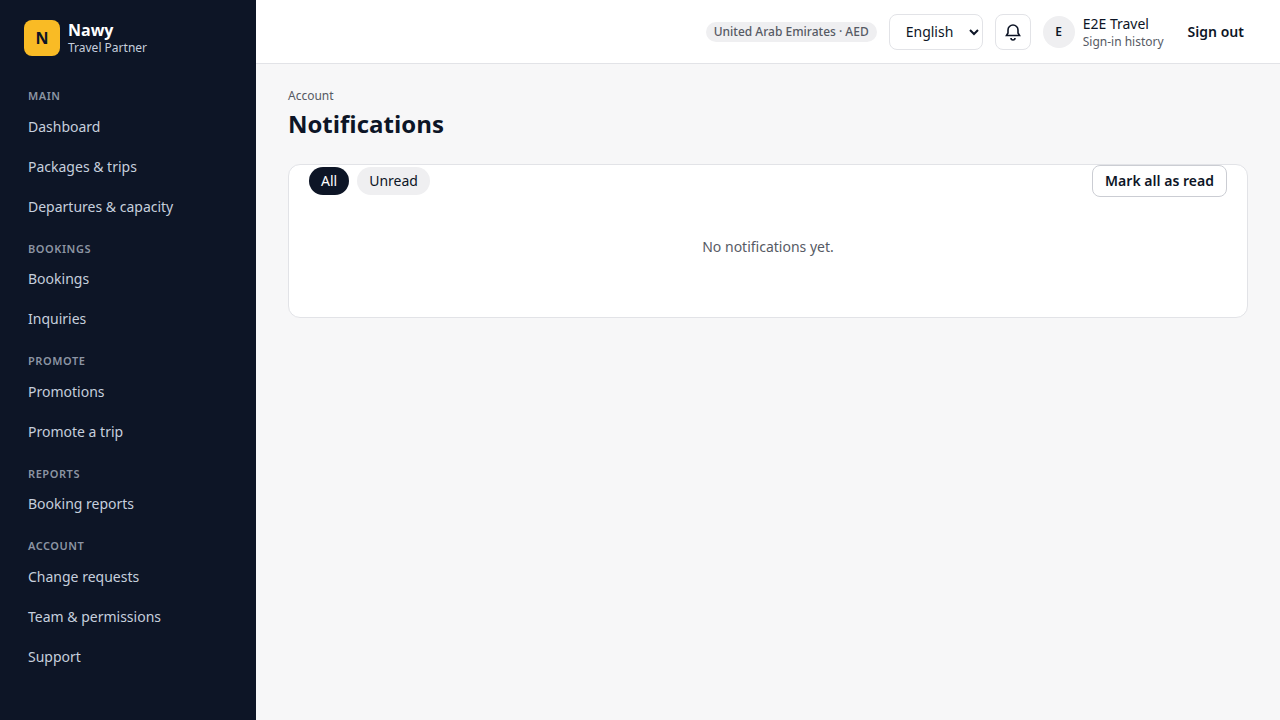 N
Nawy
Travel Partner
MAIN
Dashboard
Packages & trips
Departures & capacity
BOOKINGS
Bookings
Inquiries
PROMOTE
Promotions
Promote a trip
REPORTS
Booking reports
ACCOUNT
Change requests
Team & permissions
Support
United Arab Emirates · AED
English
E
E2E Travel
Sign-in history
Sign out
Account
Notifications
All
Unread
Mark all as read
No notifications yet.